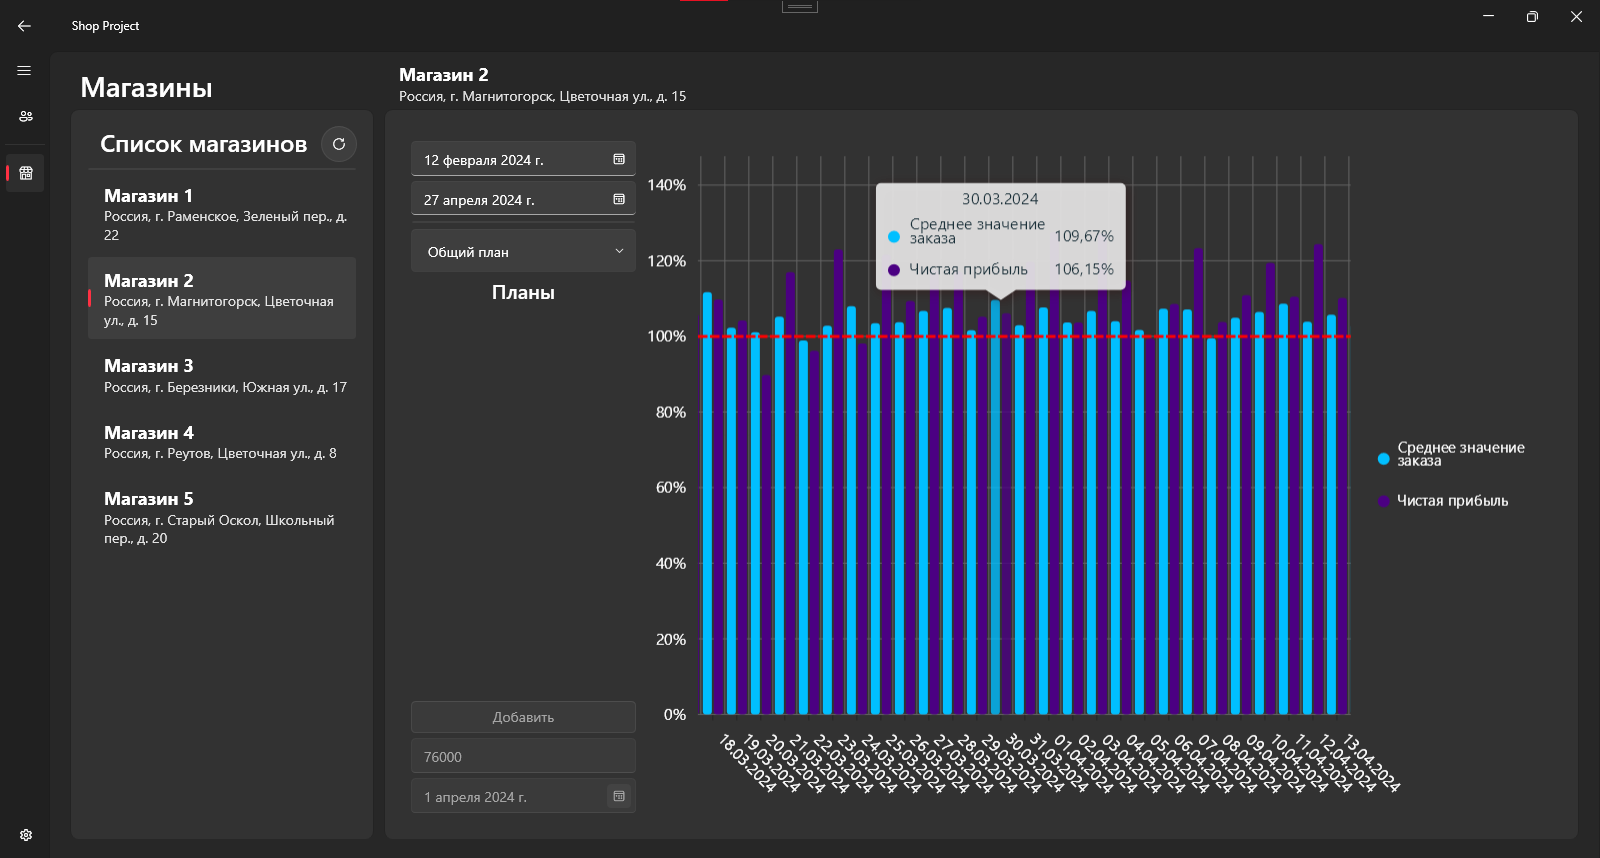 Shop Project
Магазины
Список магазинов
Магазин 1
Россия, г. Раменское, Зеленый пер., д.
22
Магазин 2
Россия, г. Магнитогорск, Цветочная
ул., д. 15
Магазин 3
Россия, г. Березники, Южная ул., д. 17
Магазин 4
Россия, г. Реутов, Цветочная ул., д. 8
Магазин 5
Россия, г. Старый Оскол, Школьный
пер., д. 20
Магазин 2
Россия, г. Магнитогорск, Цветочная ул., д. 15
12 февраля 2024 г.
27 апреля 2024 г.
Общий план
Планы
Добавить
76000
1 апреля 2024 г.
140%
120%
100%
80%
60%
40%
20%
0%
30.03.2024
Среднее значение
заказа
109,67%
Чистая прибыль
106,15%
18.03.2024
19.03.2024
20.03.2024
21.03.2024
22.03.2024
23.03.2024
24.03.2024
25.03.2024
26.03.2024
27.03.2024
28.03.2024
29.03.2024
30.03.2024
31.03.2024
01.04.2024
02.04.2024
03.04.2024
04.04.2024
05.04.2024
06.04.2024
07.04.2024
08.04.2024
09.04.2024
10.04.2024
11.04.2024
12.04.2024
13.04.2024
Среднее значение
заказа
Чистая прибыль